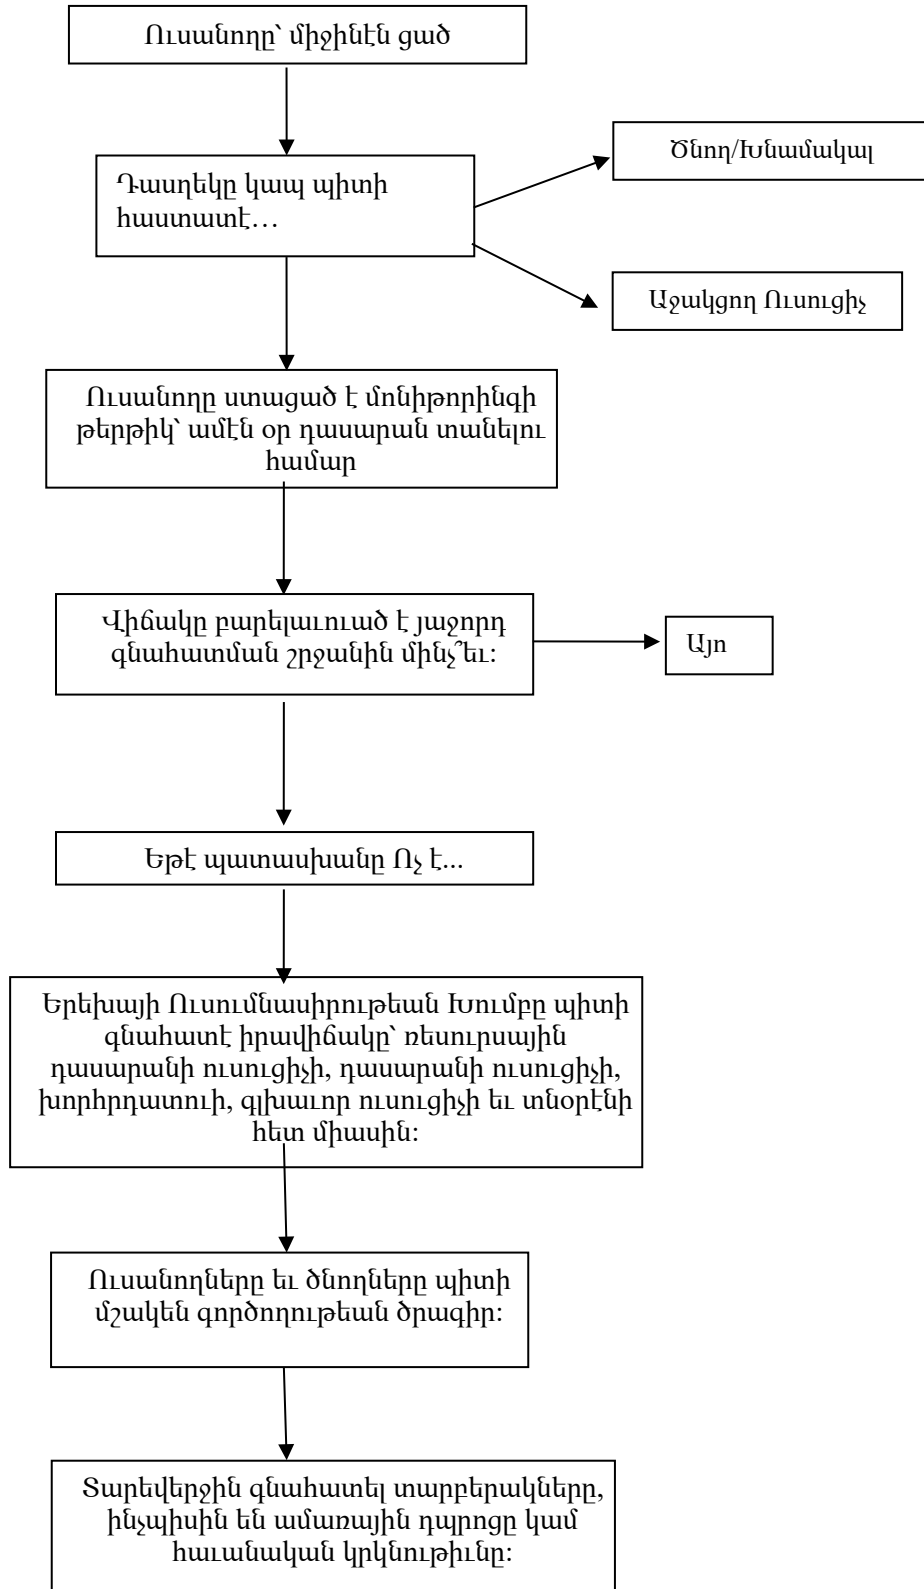 Ուսանողը՝ միջինէն ցած
Դասղեկը կապ պիտի
հաստատէ…
Ծնող/Խնամակալ
Աջակցող Ուսուցիչ
Ուսանողը ստացած է մոնիթորինգի
թերթիկ՝ ամէն օր դասարան տանելու
համար
Վիճակը բարելաւուած է յաջորդ
գնահատման շրջանին մինչ՞եւ:
Այո
Եթէ պատասխանը Ոչ է...
Երեխայի Ուսումնասիրութեան Խումբը պիտի
գնահատէ իրավիճակը՝ ռեսուրսային
դասարանի ուսուցիչի, դասարանի ուսուցիչի,
խորհրդատուի, գլխաւոր ուսուցիչի եւ տնօրէնի
հետ միասին:
Ուսանողները եւ ծնողները պիտի
մշակեն գործողութեան ծրագիր:
Տարեվերջին գնահատել տարբերակները,
ինչպիսին են ամառային դպրոցը կամ
հաւանական կրկնութիւնը: